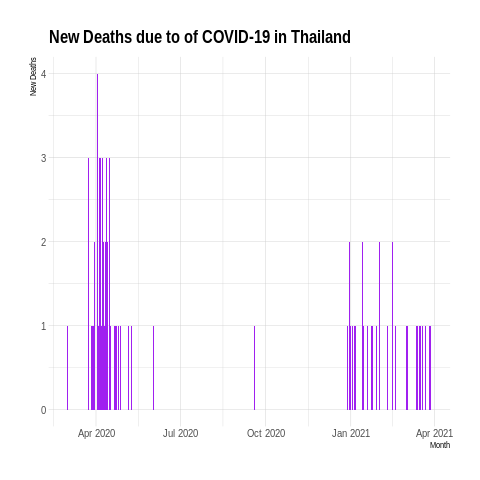 New Deaths due to of COVID-19 in Thailand
New Deaths
4
3
2
1
0
Apr 2020 Jul 2020 Oct 2020 Jan 2021 Apr 2021
Month